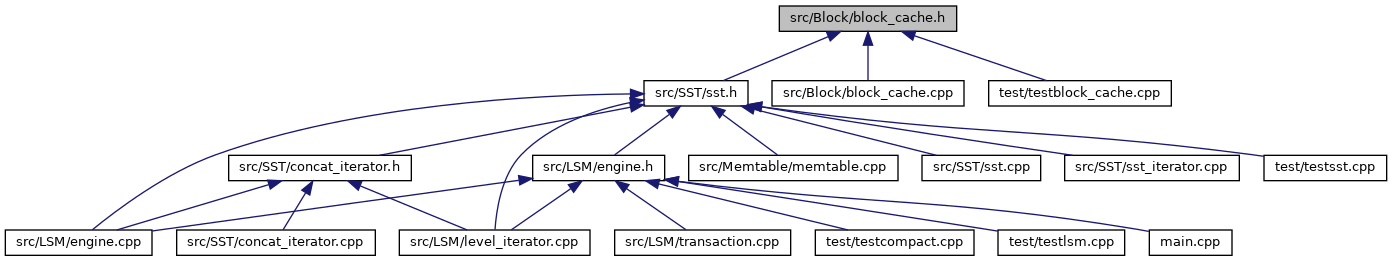 src/Block/block_cache.h
src/SST/sst.h
src/Block/block_cache.cpp
test/testblock_cache.cpp
src/SST/concat_iterator.h
src/LSM/engine.h
src/Memtable/memtable.cpp
src/SST/sst.cpp
src/SST/sst_iterator.cpp
test/testsst.cpp
src/LSM/engine.cpp
src/SST/concat_iterator.cpp
src/LSM/level_iterator.cpp
src/LSM/transaction.cpp
test/testcompact.cpp
test/testlsm.cpp
main.cpp